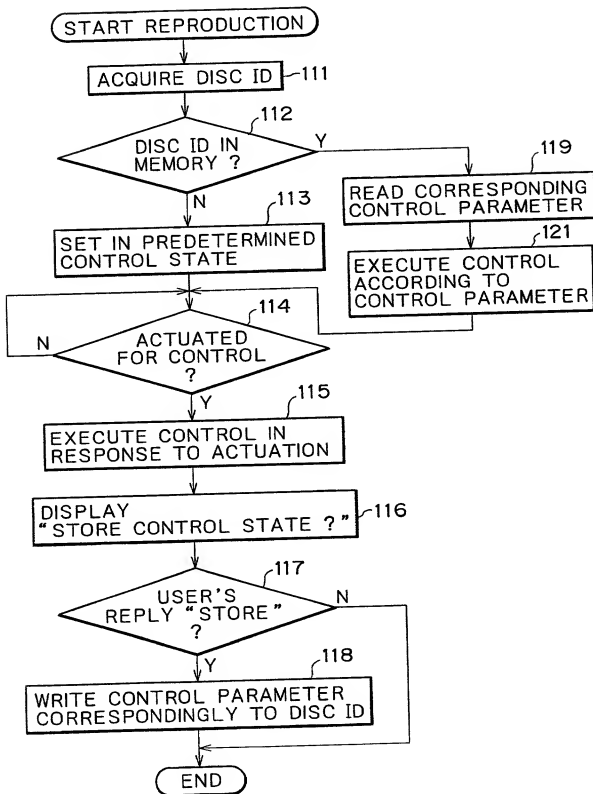 START REPRODUCTION
ACQUIRE DISC ID
111
112
DISC ID IN
MEMORY ?
Y
N
119
READ CORRESPONDING
CONTROL PARAMETER
113
SET IN PREDETERMINED
CONTROL STATE
121
EXECUTE CONTROL
ACCORDING TO
CONTROL PARAMETER
114
N
ACTUATED
FOR CONTROL
?
Y
115
EXECUTE CONTROL IN
RESPONSE TO ACTUATION
DISPLAY
“STORE CONTROL STATE ?”
116
117
USER'S
REPLY “STORE”
?
N
Y
118
WRITE CONTROL PARAMETER
CORRESPONDINGLY TO DISC ID
END